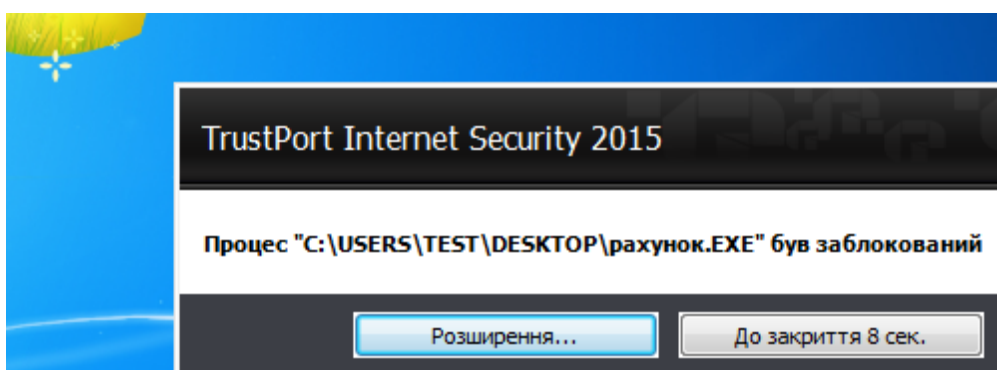 TrustPort Internet Security 2015
Процес "C:\USERS\TEST\DESKTOP\рахунок.EXE" був заблокований
Розширення... До закриття 8 сек.